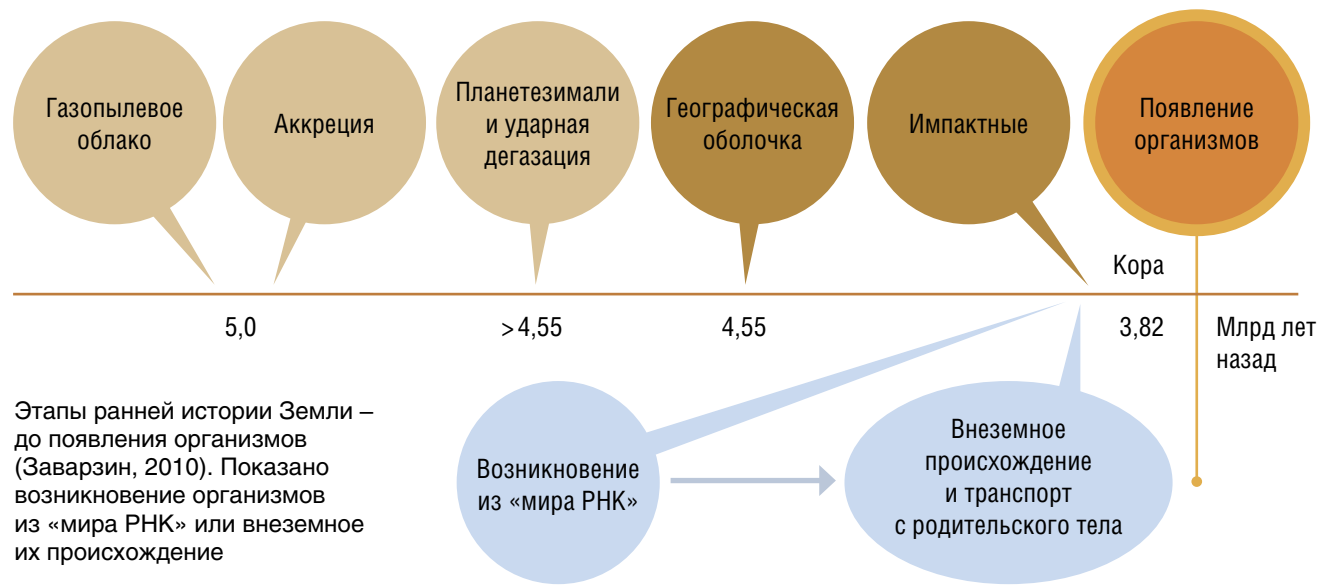 Газопылевое
облако
Аккреция
Планетезимали
и ударная
дегазация
Географическая
оболочка
Импактные
Появление
организмов
Кора
5,0
>4,55
4,55
3,82
Млрд лет
назад
Этапы ранней истории Земли –
до появления организмов
(Заварзин, 2010). Показано
возникновение организмов
из «мира РНК» или внеземное
их происхождение
Возникновение
из «мира РНК»
Внеземное
происхождение
и транспорт
с родительского тела